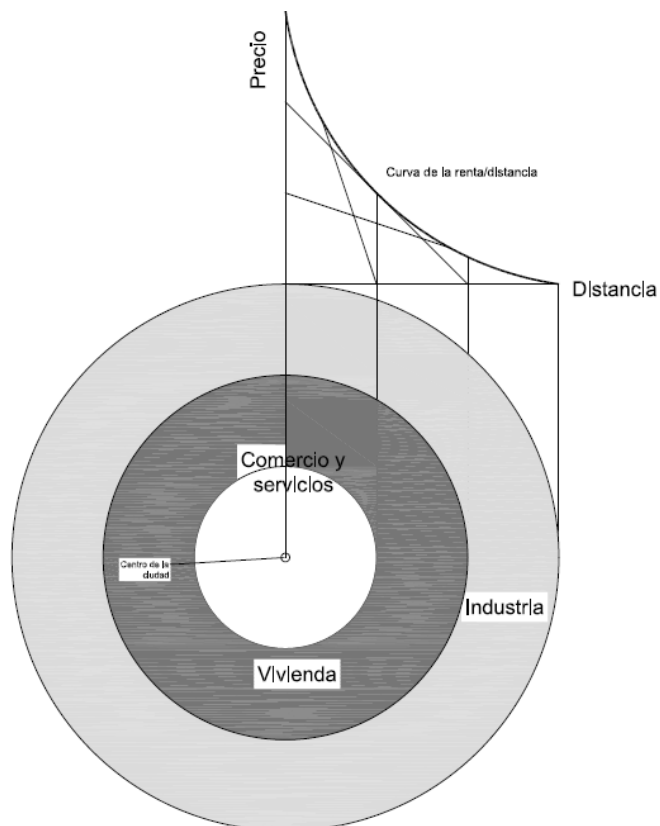 Precio
Curva de la renta/distancia
Distancia
Comercio y
servicios
Centro de la
ciudad
Industria
Vivienda